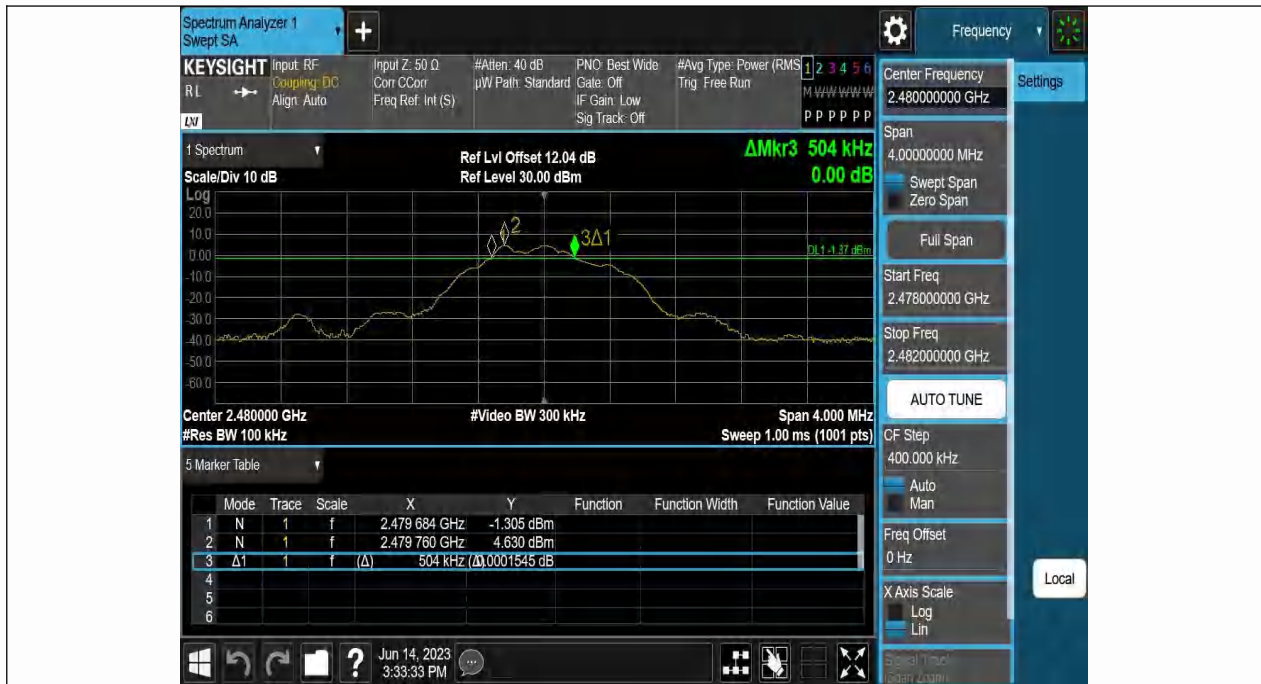 Spectrum Analyzer 1
Swept SA
Frequency
KEYSIGHT
RL
LXI
Input: RF
Coupling: DC
Align: Auto
Input Z: 50 Ω
Corr CCorr
Freq Ref: Int (S)
#Atten: 40 dB
µW Path: Standard
PNO: Best Wide
Gate: Off
IF Gain: Low
Sig Track: Off
#Avg Type: Power (RMS
Trig: Free Run
1 2 3 4 5 6
M W W W W W
P P P P P P
1 Spectrum
Scale/Div 10 dB
Ref Lvl Offset 12.04 dB
Ref Level 30.00 dBm
ΔMkr3 504 kHz
0.00 dB
Log
20.0
10.0
0.00
-10.0
-20.0
-30.0
-40.0
-50.0
-60.0
2
3Δ1
DL1 -1.37 dBm
Center 2.480000 GHz
#Res BW 100 kHz
#Video BW 300 kHz
Span 4.000 MHz
Sweep 1.00 ms (1001 pts)
5 Marker Table
Mode Trace Scale X Y Function Function Width Function Value
1 N 1 f 2.479 684 GHz -1.305 dBm
2 N 1 f 2.479 760 GHz 4.630 dBm
3 Δ1 1 f (Δ) 504 kHz (Δ) 0.0001545 dB
4
5
6
Jun 14, 2023
3:33:33 PM
Center Frequency
2.480000000 GHz
Span
4.00000000 MHz
Swept Span
Zero Span
Full Span
Start Freq
2.478000000 GHz
Stop Freq
2.482000000 GHz
AUTO TUNE
CF Step
400.000 kHz
Auto
Man
Freq Offset
0 Hz
X Axis Scale
Log
Lin
Signal Track
(Span Zoom)
Settings
Local